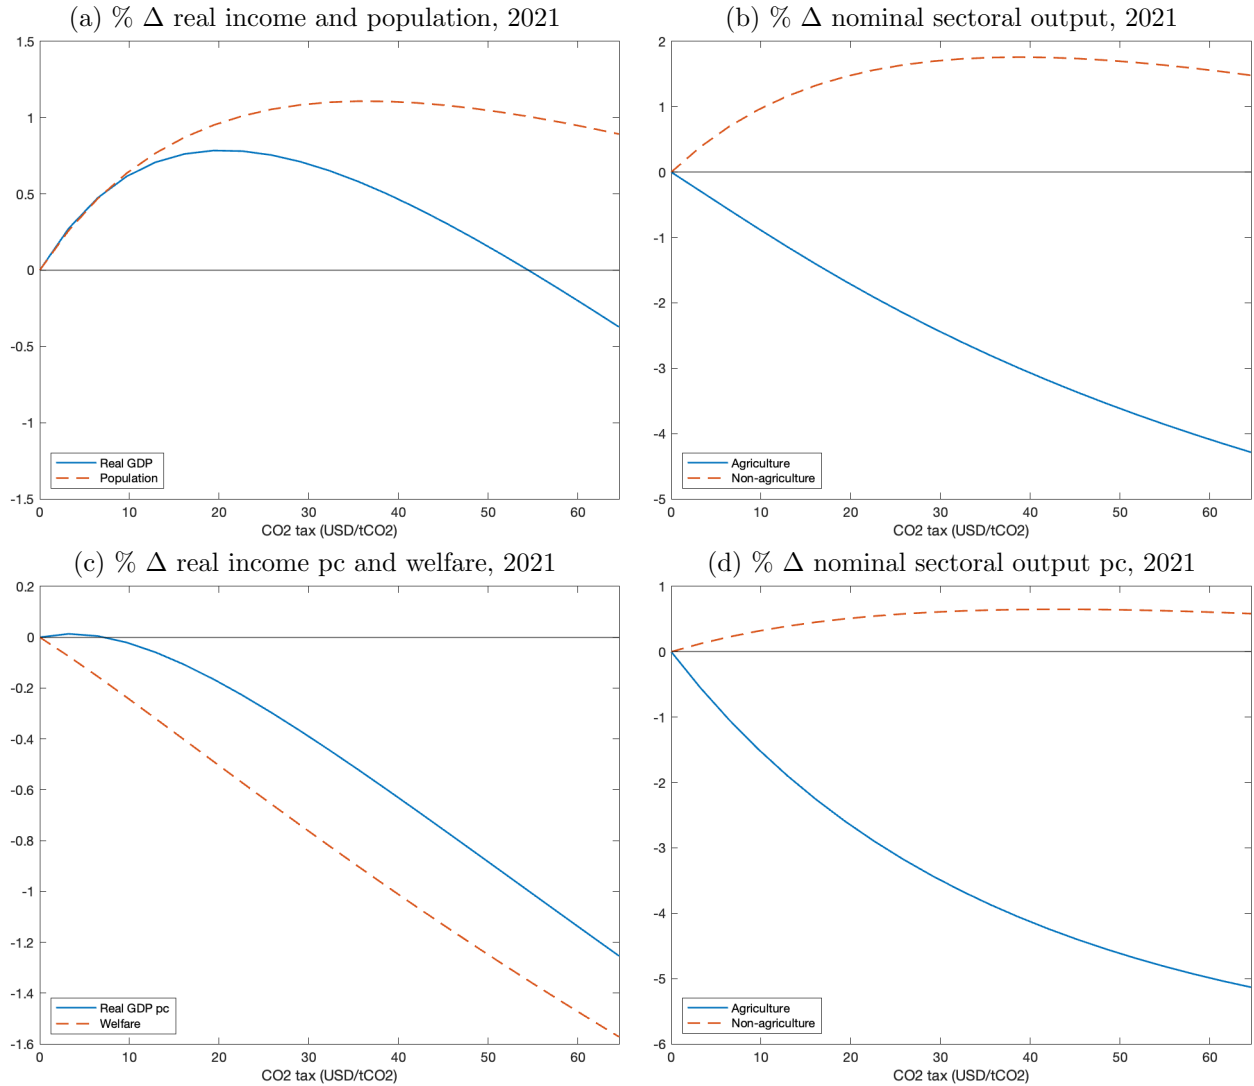 (a) % Δ real income and population, 2021
1.5
1
0.5
0
-0.5
-1
-1.5
0 10 20 30 40 50 60
CO2 tax (USD/tCO2)
Real GDP
Population
(b) % Δ nominal sectoral output, 2021
2
1
0
-1
-2
-3
-4
-5
0 10 20 30 40 50 60
CO2 tax (USD/tCO2)
Agriculture
Non-agriculture
(c) % Δ real income pc and welfare, 2021
0.2
0
-0.2
-0.4
-0.6
-0.8
-1
-1.2
-1.4
-1.6
0 10 20 30 40 50 60
CO2 tax (USD/tCO2)
Real GDP pc
Welfare
(d) % Δ nominal sectoral output pc, 2021
1
0
-1
-2
-3
-4
-5
-6
0 10 20 30 40 50 60
CO2 tax (USD/tCO2)
Agriculture
Non-agriculture